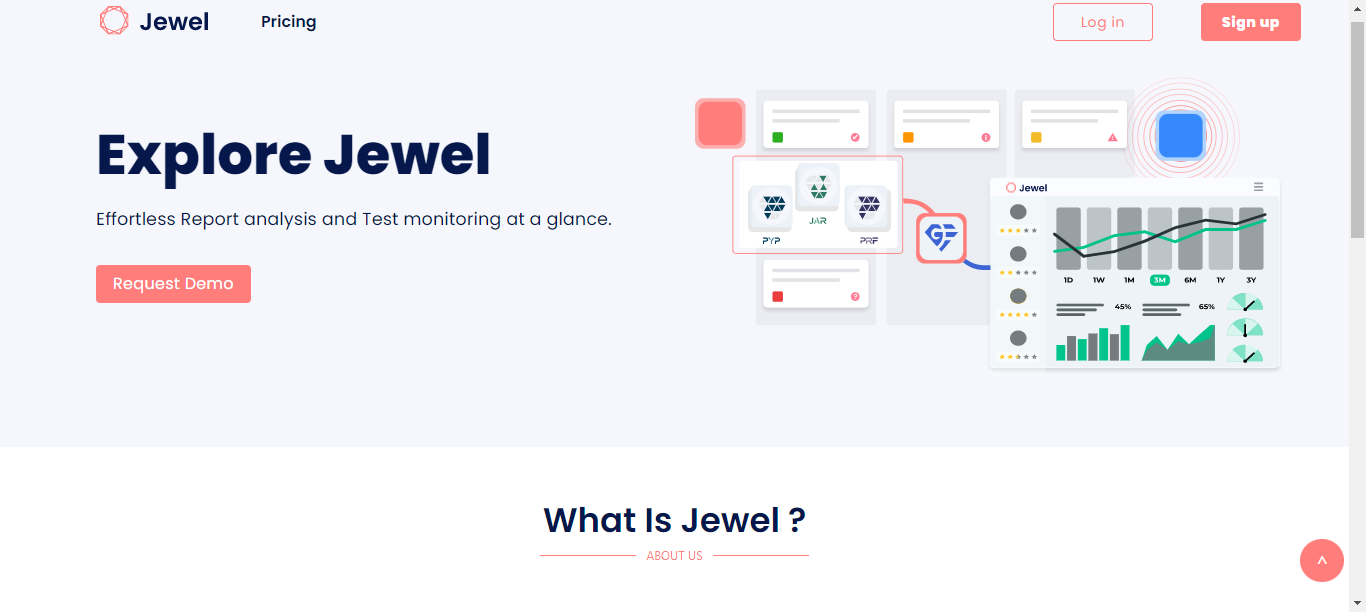 Jewel
Pricing
Log in
Sign up
Explore Jewel
Effortless Report analysis and Test monitoring at a glance.
Request Demo
PYP
JAR
PRF
GF
Jewel
1D 1W 1M 3M 6M 1Y 3Y
45%
65%
What Is Jewel ?
ABOUT US